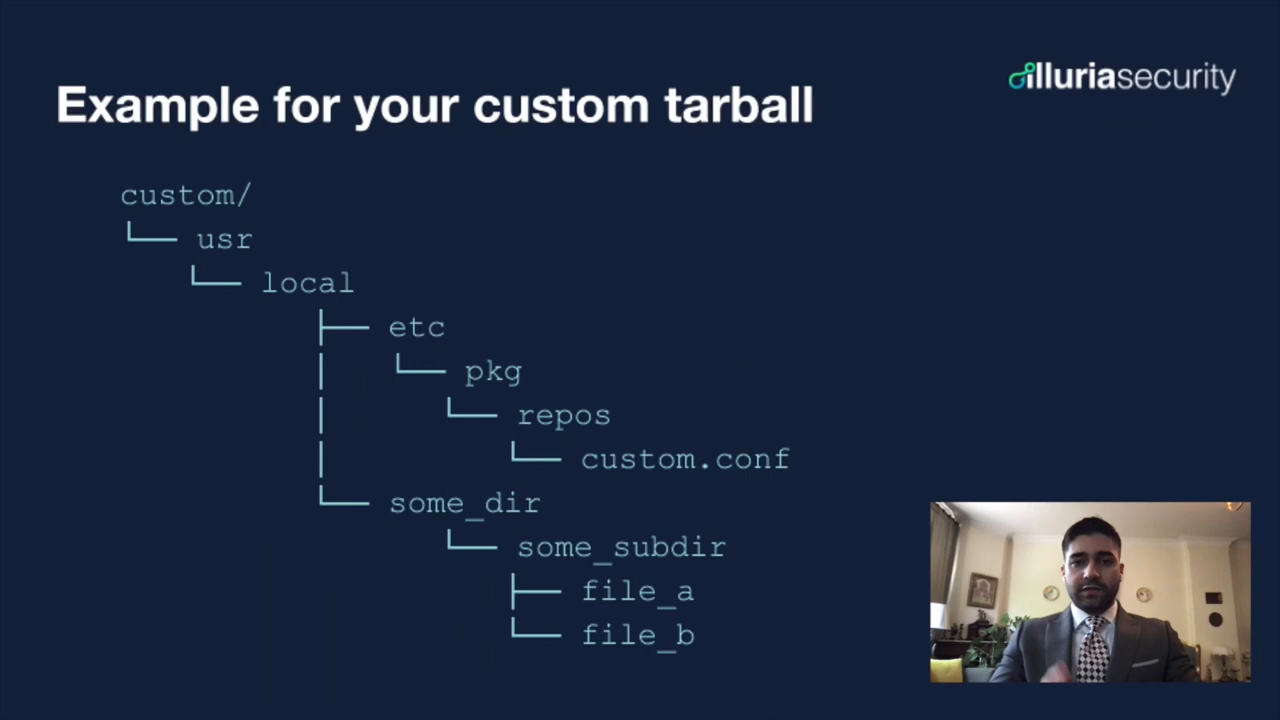 Example for your custom tarball
illuriasecurity
custom/
└── usr
└── local
├── etc
│ └── pkg
│ └── repos
│ └── custom.conf
└── some_dir
└── some_subdir
├── file_a
└── file_b